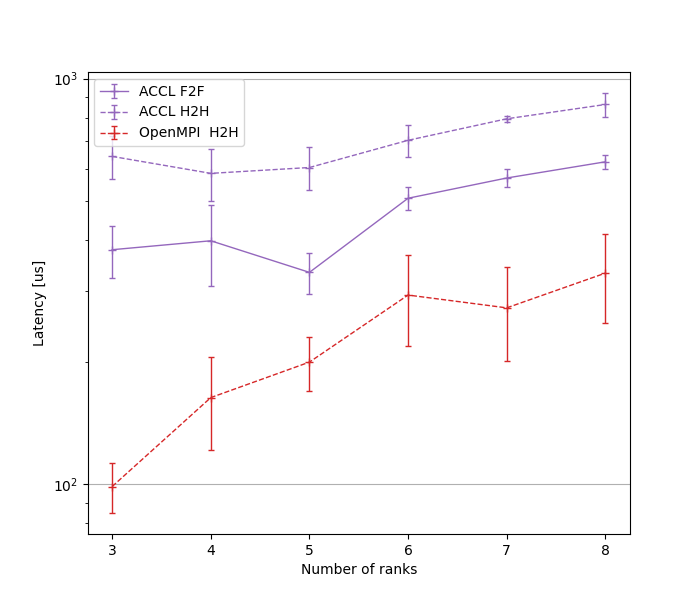 10³
ACCL F2F
ACCL H2H
OpenMPI  H2H
Latency [us]
10²
3 4 5 6 7 8
Number of ranks